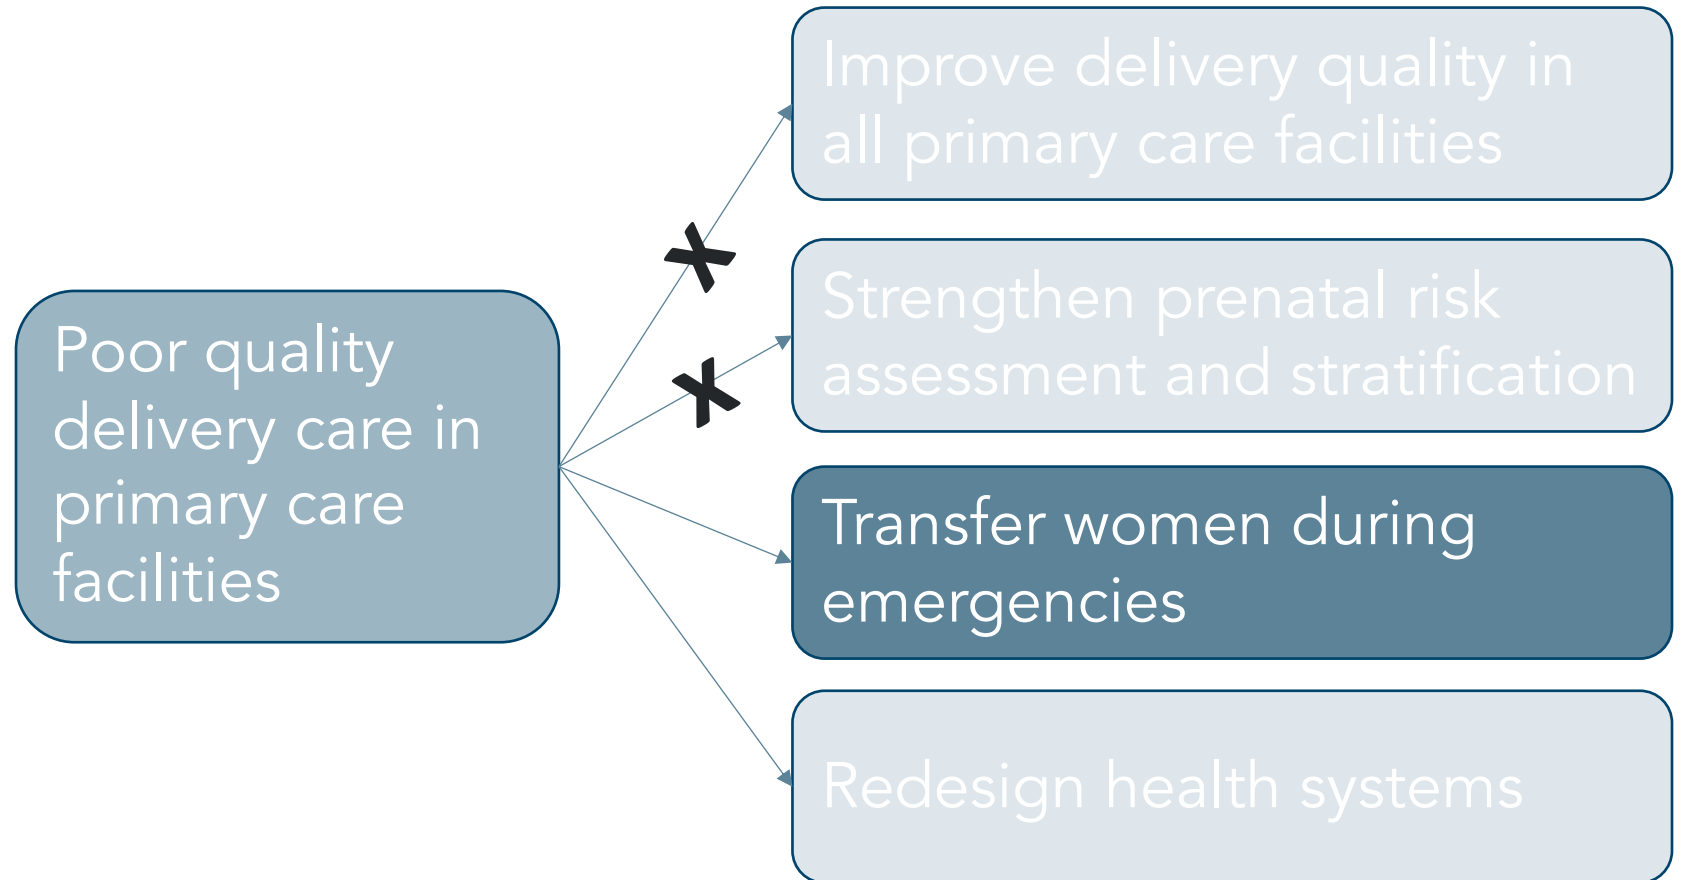 Improve delivery quality in
all primary care facilities
Strengthen prenatal risk
assessment and stratification
Poor quality
delivery care in
primary care
facilities
Transfer women during
emergencies
Redesign health systems